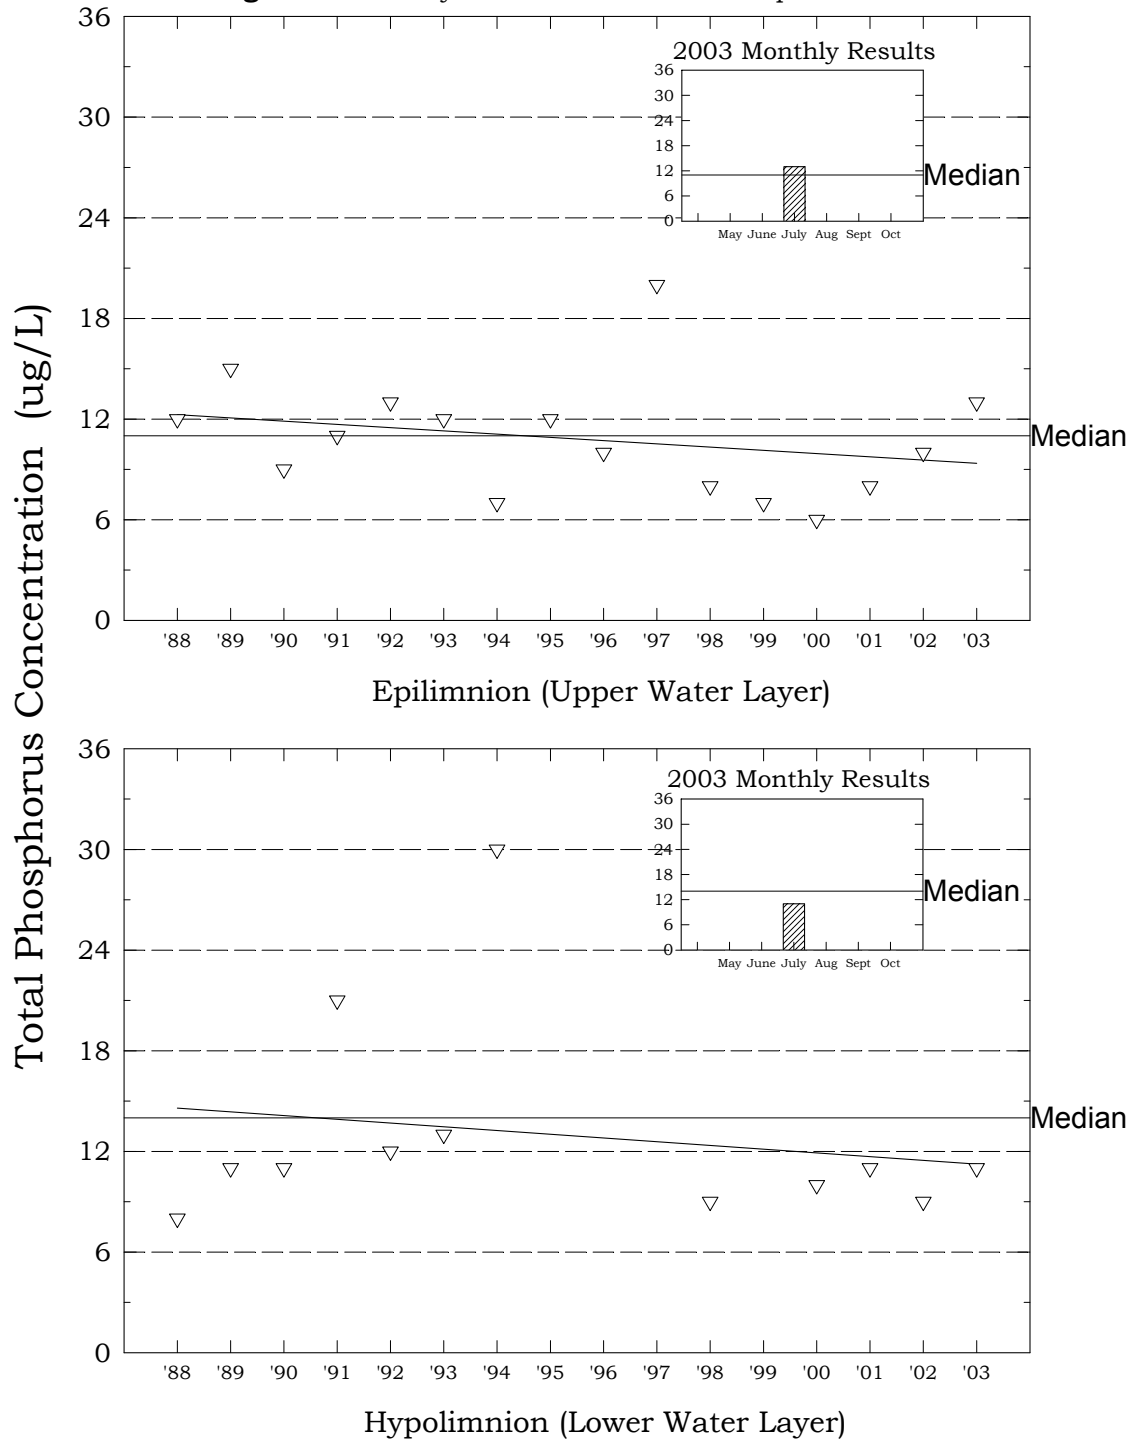 36
2003 Monthly Results
36
30
24
18
12
6
0
Median
May June July Aug Sept Oct
30
24
18
12
6
0
Median
'88 '89 '90 '91 '92 '93 '94 '95 '96 '97 '98 '99 '00 '01 '02 '03
Epilimnion (Upper Water Layer)
Total Phosphorus Concentration (ug/L)
36
2003 Monthly Results
36
30
24
18
12
6
0
Median
May June July Aug Sept Oct
30
24
18
12
6
0
Median
'88 '89 '90 '91 '92 '93 '94 '95 '96 '97 '98 '99 '00 '01 '02 '03
Hypolimnion (Lower Water Layer)